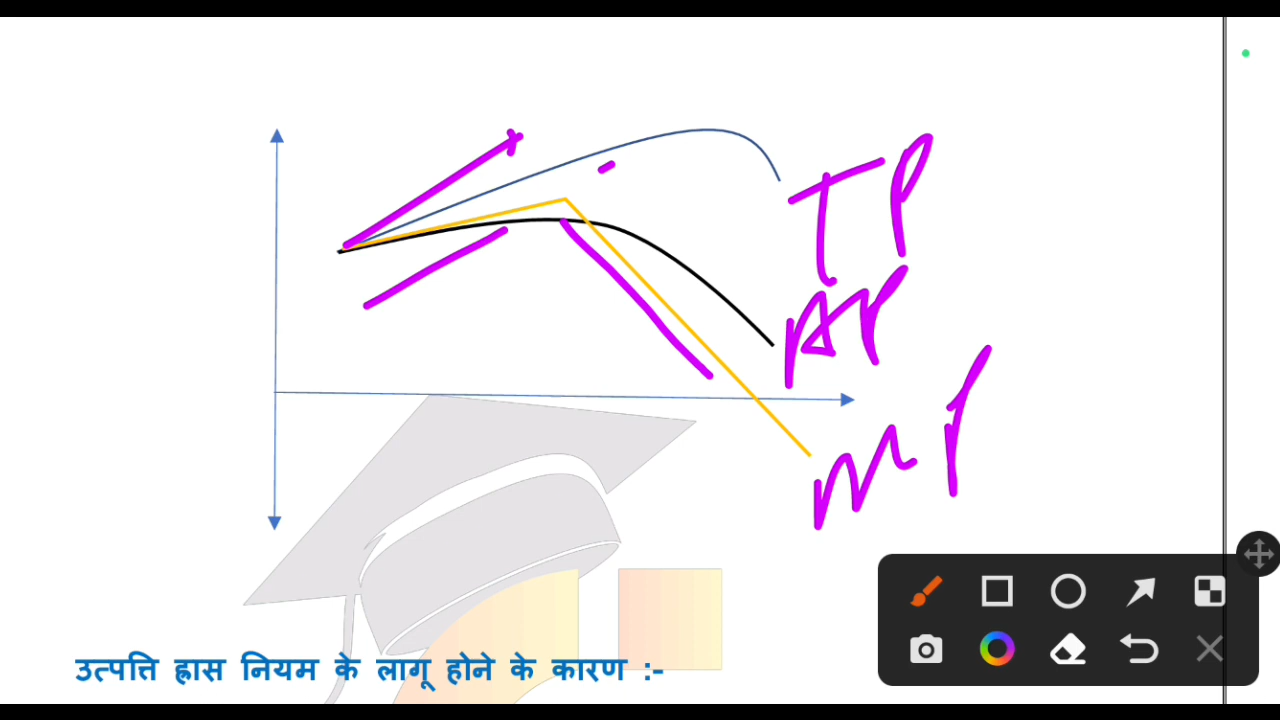 TP
AP
MP
उत्पत्ति ह्रास नियम के लागू होने के कारण :-